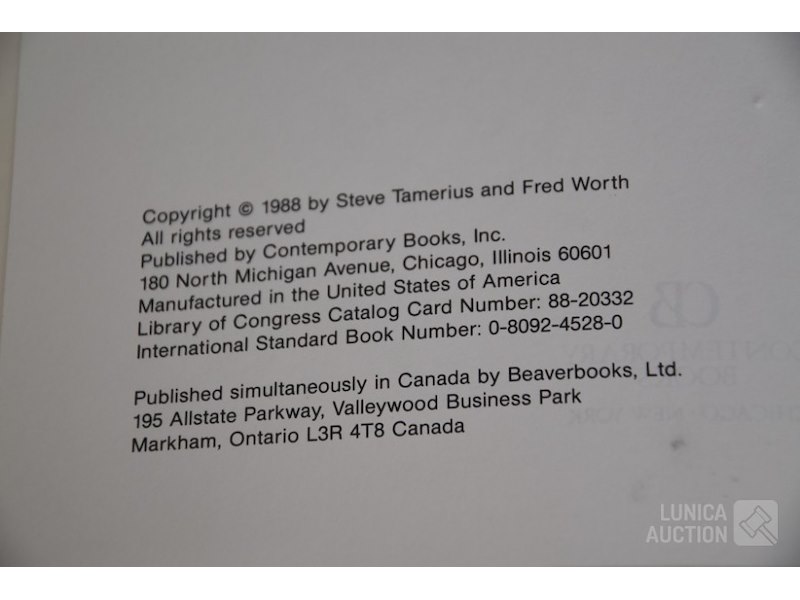 Copyright © 1988 by Steve Tamerius and Fred Worth
All rights reserved
Published by Contemporary Books, Inc.
180 North Michigan Avenue, Chicago, Illinois 60601
Manufactured in the United States of America
Library of Congress Catalog Card Number: 88-20332
International Standard Book Number: 0-8092-4528-0
Published simultaneously in Canada by Beaverbooks, Ltd.
195 Allstate Parkway, Valleywood Business Park
Markham, Ontario L3R 4T8 Canada
LUNICA
AUCTION